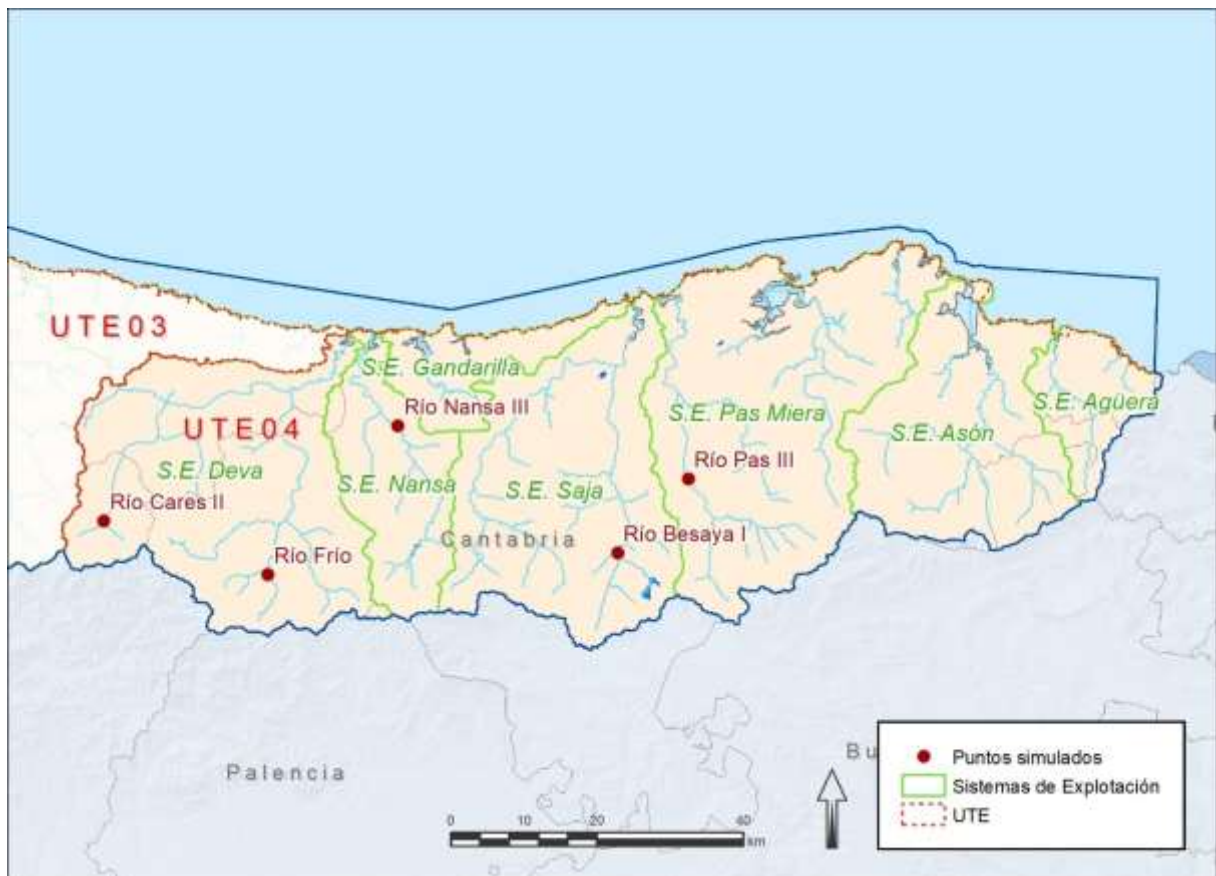 UTE03
S.E. Gandarilla
Río Nansa III
UTE04
S.E. Pas Miera
S.E. Agüera
S.E. Asón
S.E. Deva
S.E. Nansa
S.E. Saja
Río Pas III
Río Cares II
Cantabria
Río Besaya I
Río Frío
Palencia
Bu
Puntos simulados
Sistemas de Explotación
UTE
0 10 20 40
km